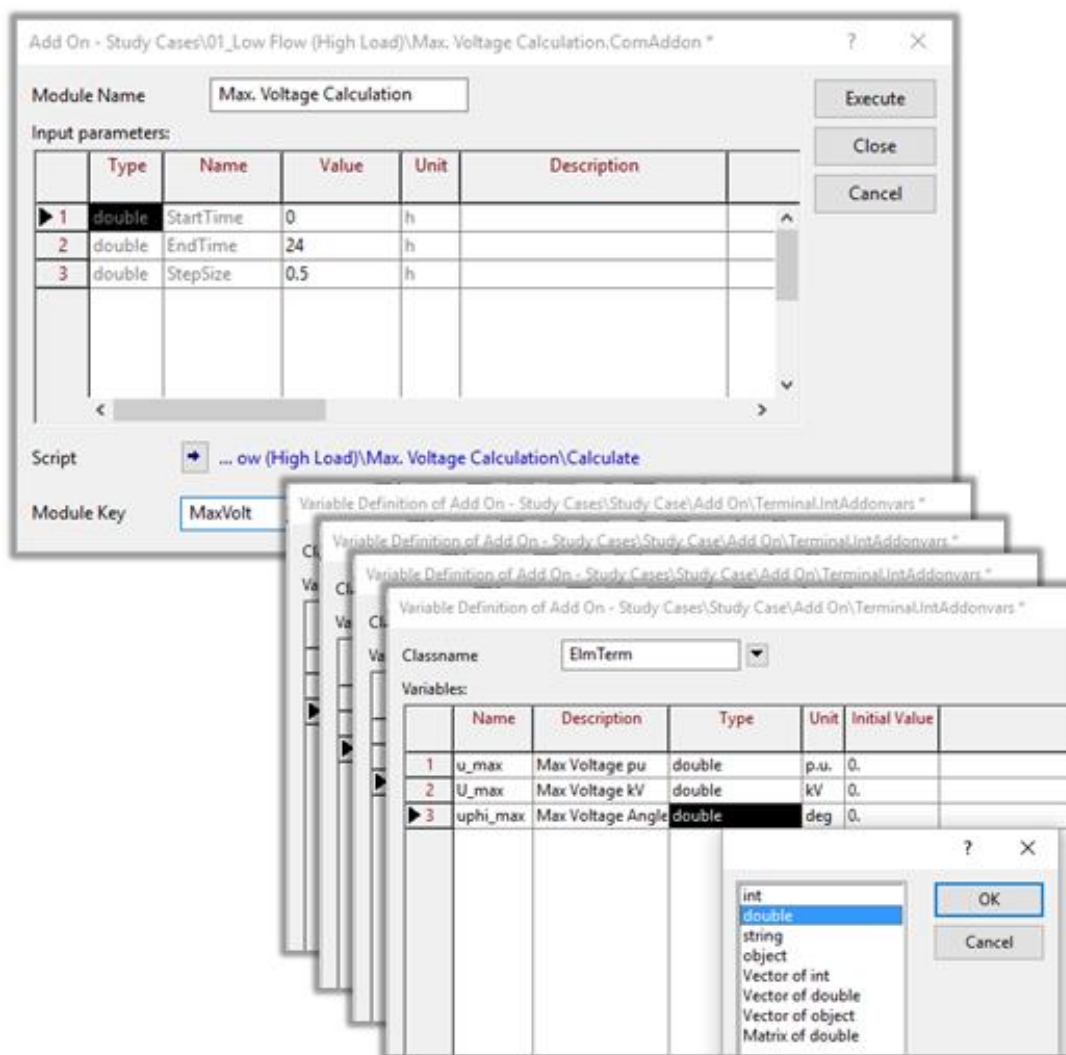 Add On - Study Cases\01_Low Flow (High Load)\Max. Voltage Calculation.ComAddon * ? ×
Module Name Max. Voltage Calculation Execute
Input parameters: Close
Type Name Value Unit Description Cancel
1 double StartTime 0 h
2 double EndTime 24 h
3 double StepSize 0.5 h
Script ... ow (High Load)\Max. Voltage Calculation\Calculate
Module Key MaxVolt
Variable Definition of Add On - Study Cases\Study Case\Add On\Terminal.IntAddonvars *
Variable Definition of Add On - Study Cases\Study Case\Add On\Terminal.IntAddonvars *
Variable Definition of Add On - Study Cases\Study Case\Add On\Terminal.IntAddonvars *
Variable Definition of Add On - Study Cases\Study Case\Add On\Terminal.IntAddonvars *
Classname ElmTerm
Variables:
Name Description Type Unit Initial Value
1 u_max Max Voltage pu double p.u. 0.
2 U_max Max Voltage kV double kV 0.
3 uphi_max Max Voltage Angle double deg 0.
? ×
int OK
double
string Cancel
object
Vector of int
Vector of double
Vector of object
Matrix of double